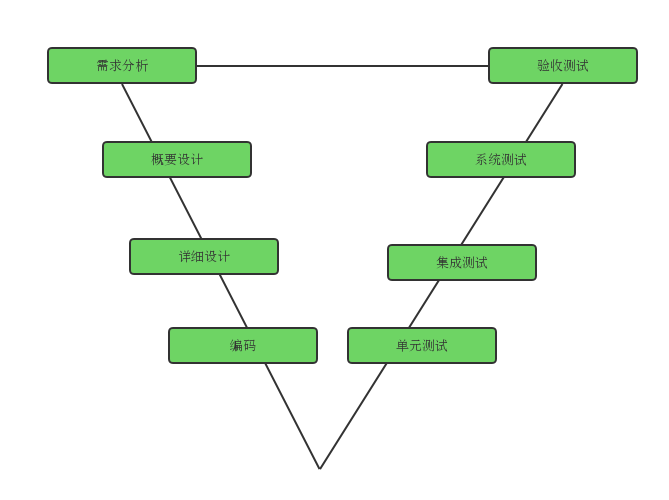 需求分析
验收测试
概要设计
系统测试
详细设计
集成测试
编码
单元测试